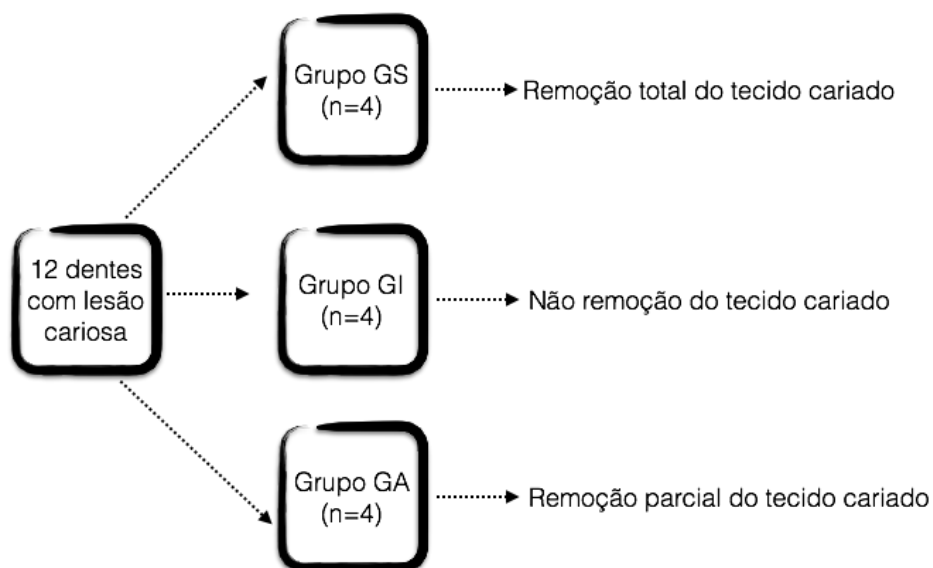 Grupo GS
(n=4)
Remoção total do tecido cariado
12 dentes
com lesão
cariosa
Grupo GI
(n=4)
Não remoção do tecido cariado
Grupo GA
(n=4)
Remoção parcial do tecido cariado